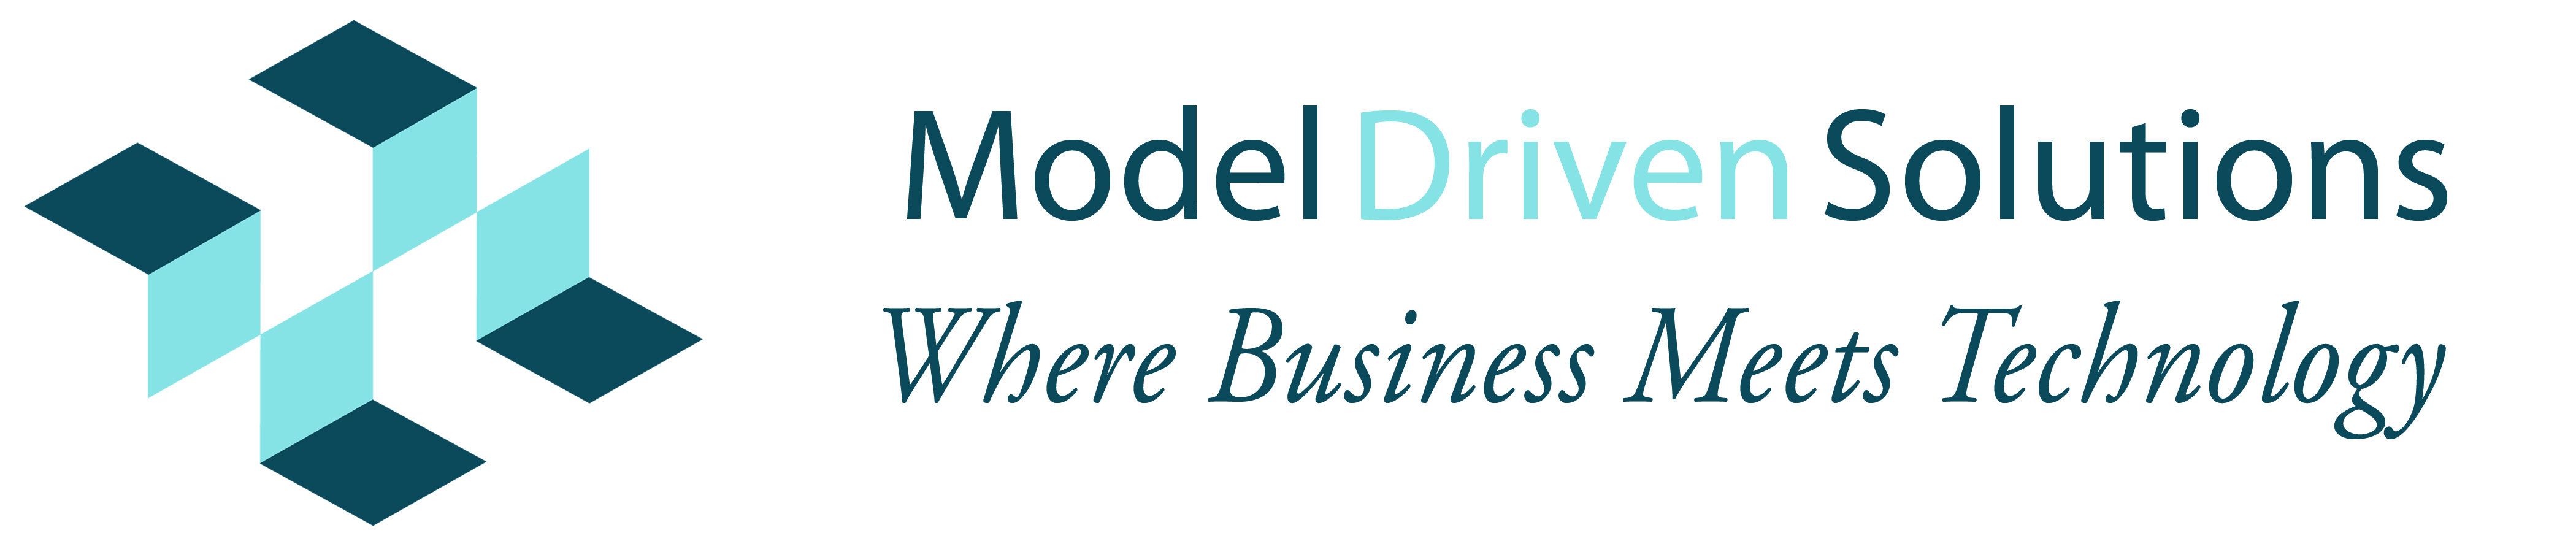 Model Driven Solutions
Where Business Meets Technology